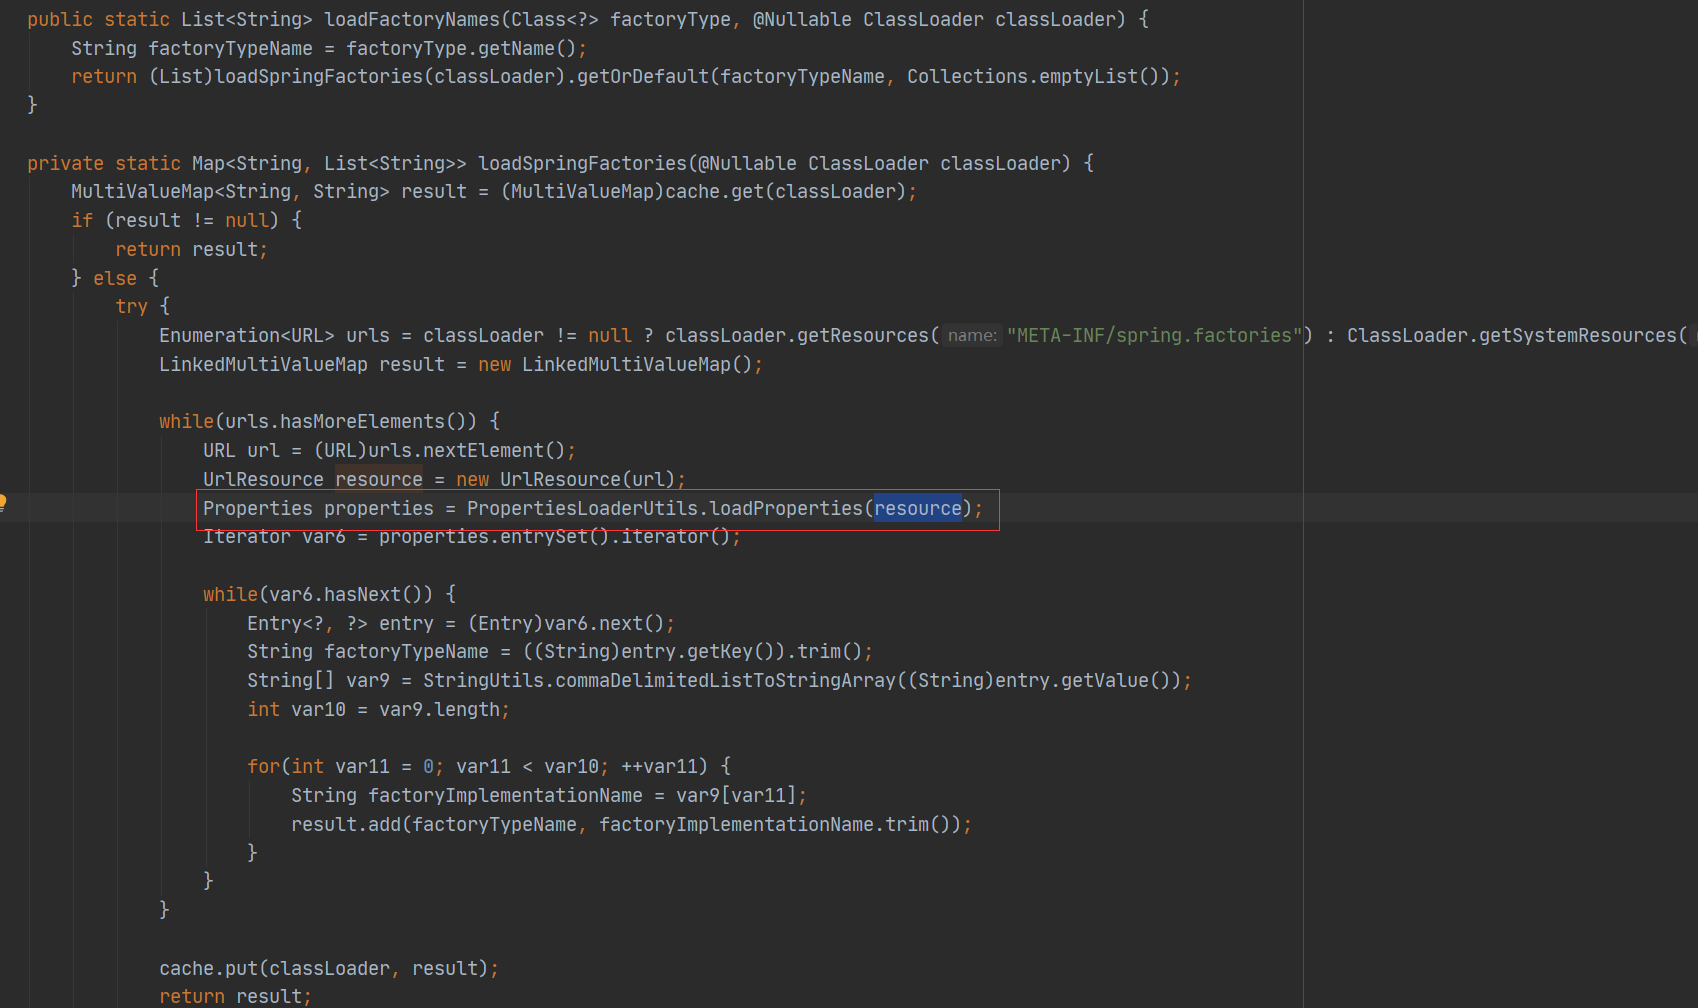 public static List<String> loadFactoryNames(Class<?> factoryType, @Nullable ClassLoader classLoader) {
String factoryTypeName = factoryType.getName();
return (List)loadSpringFactories(classLoader).getOrDefault(factoryTypeName, Collections.emptyList());
}
private static Map<String, List<String>> loadSpringFactories(@Nullable ClassLoader classLoader) {
MultiValueMap<String, String> result = (MultiValueMap)cache.get(classLoader);
if (result != null) {
return result;
} else {
try {
Enumeration<URL> urls = classLoader != null ? classLoader.getResources( name: "META-INF/spring.factories") : ClassLoader.getSystemResources(
LinkedMultiValueMap result = new LinkedMultiValueMap();
while(urls.hasMoreElements()) {
URL url = (URL)urls.nextElement();
UrlResource resource = new UrlResource(url);
Properties properties = PropertiesLoaderUtils.loadProperties(resource);
Iterator var6 = properties.entrySet().iterator();
while(var6.hasNext()) {
Entry<?, ?> entry = (Entry)var6.next();
String factoryTypeName = ((String)entry.getKey()).trim();
String[] var9 = StringUtils.commaDelimitedListToStringArray((String)entry.getValue());
int var10 = var9.length;
for(int var11 = 0; var11 < var10; ++var11) {
String factoryImplementationName = var9[var11];
result.add(factoryTypeName, factoryImplementationName.trim());
}
}
}
cache.put(classLoader, result);
return result;